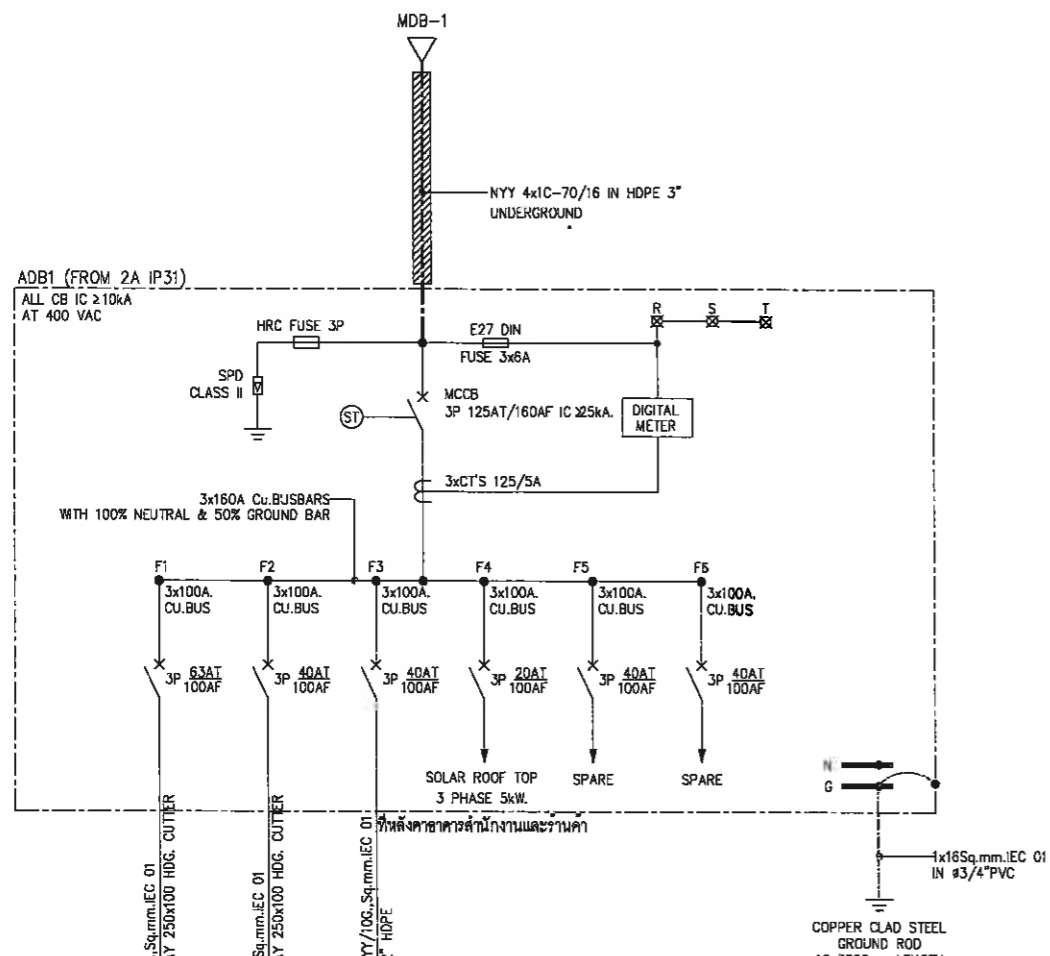 MDB-1
NYY 4x1C-70/16 IN HDPE 3"
UNDERGROUND
ADB1 (FROM 2A IP31)
ALL CB IC ≥10kA
AT 400 VAC
R S T
HRC FUSE 3P
E27 DIN
FUSE 3x6A
SPD
CLASS II
ST
MCCB
3P 125AT/160AF IC ≥25kA.
DIGITAL
METER
3xCT'S 125/5A
3x160A Cu.BUSBARS
WITH 100% NEUTRAL & 50% GROUND BAR
F1 F2 F3 F4 F5 F6
3x100A. 3x100A. 3x100A. 3x100A. 3x100A. 3x100A.
CU.BUS CU.BUS CU.BUS CU.BUS CU.BUS CU.BUS
3P 63AT 3P 40AT 3P 40AT 3P 20AT 3P 40AT 3P 40AT
100AF 100AF 100AF 100AF 100AF 100AF
SOLAR ROOF TOP
3 PHASE 5kW.
SPARE
SPARE
N
G
ที่หลังคาอาคารสำนักงานและร้านค้า
Sq.mm.IEC 01
250x100 HDG. CUTTER
Sq.mm.IEC 01
250x100 HDG. CUTTER
/10G.,Sq.mm.IEC 01
HDPE
1x16Sq.mm.IEC 01
IN ø3/4"PVC
COPPER CLAD STEEL
GROUND ROD